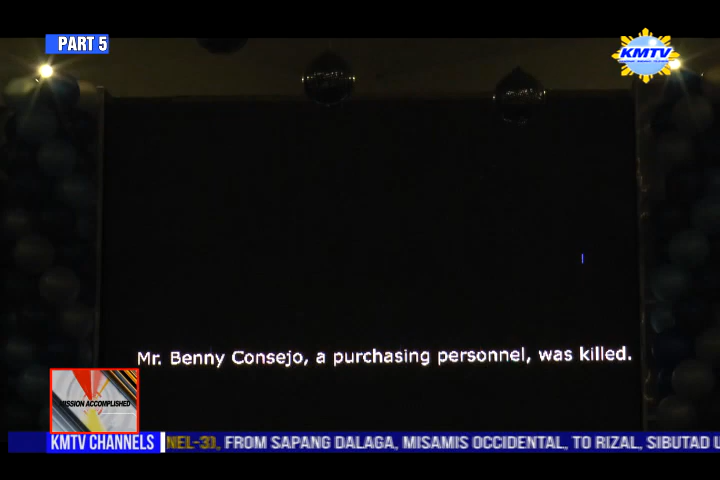 PART 5
KMTV
Mr. Benny Consejo, a purchasing personnel, was killed.
MISSION ACCOMPLISHED
KMTV CHANNELS
NEL-3), FROM SAPANG DALAGA, MISAMIS OCCIDENTAL, TO RIZAL, SIBUTAD